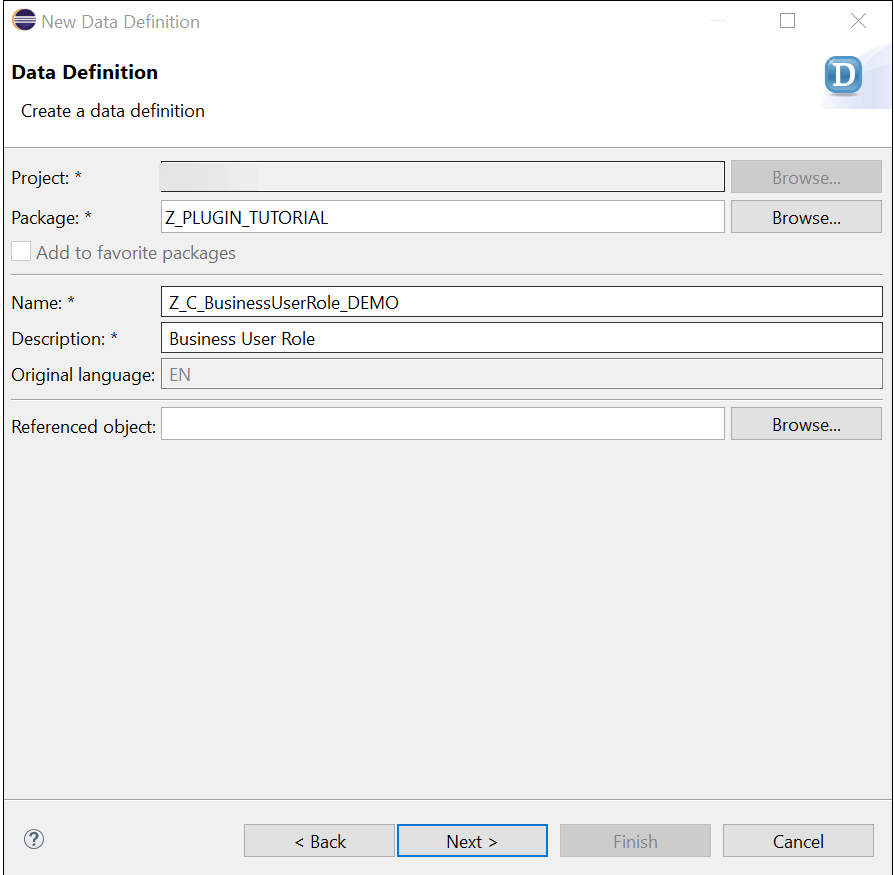 New Data Definition
Data Definition
D
Create a data definition
Project: *
Browse...
Package: * Z_PLUGIN_TUTORIAL Browse...
Add to favorite packages
Name: * Z_C_BusinessUserRole_DEMO
Description: * Business User Role
Original language: EN
Referenced object: Browse...
? < Back Next > Finish Cancel